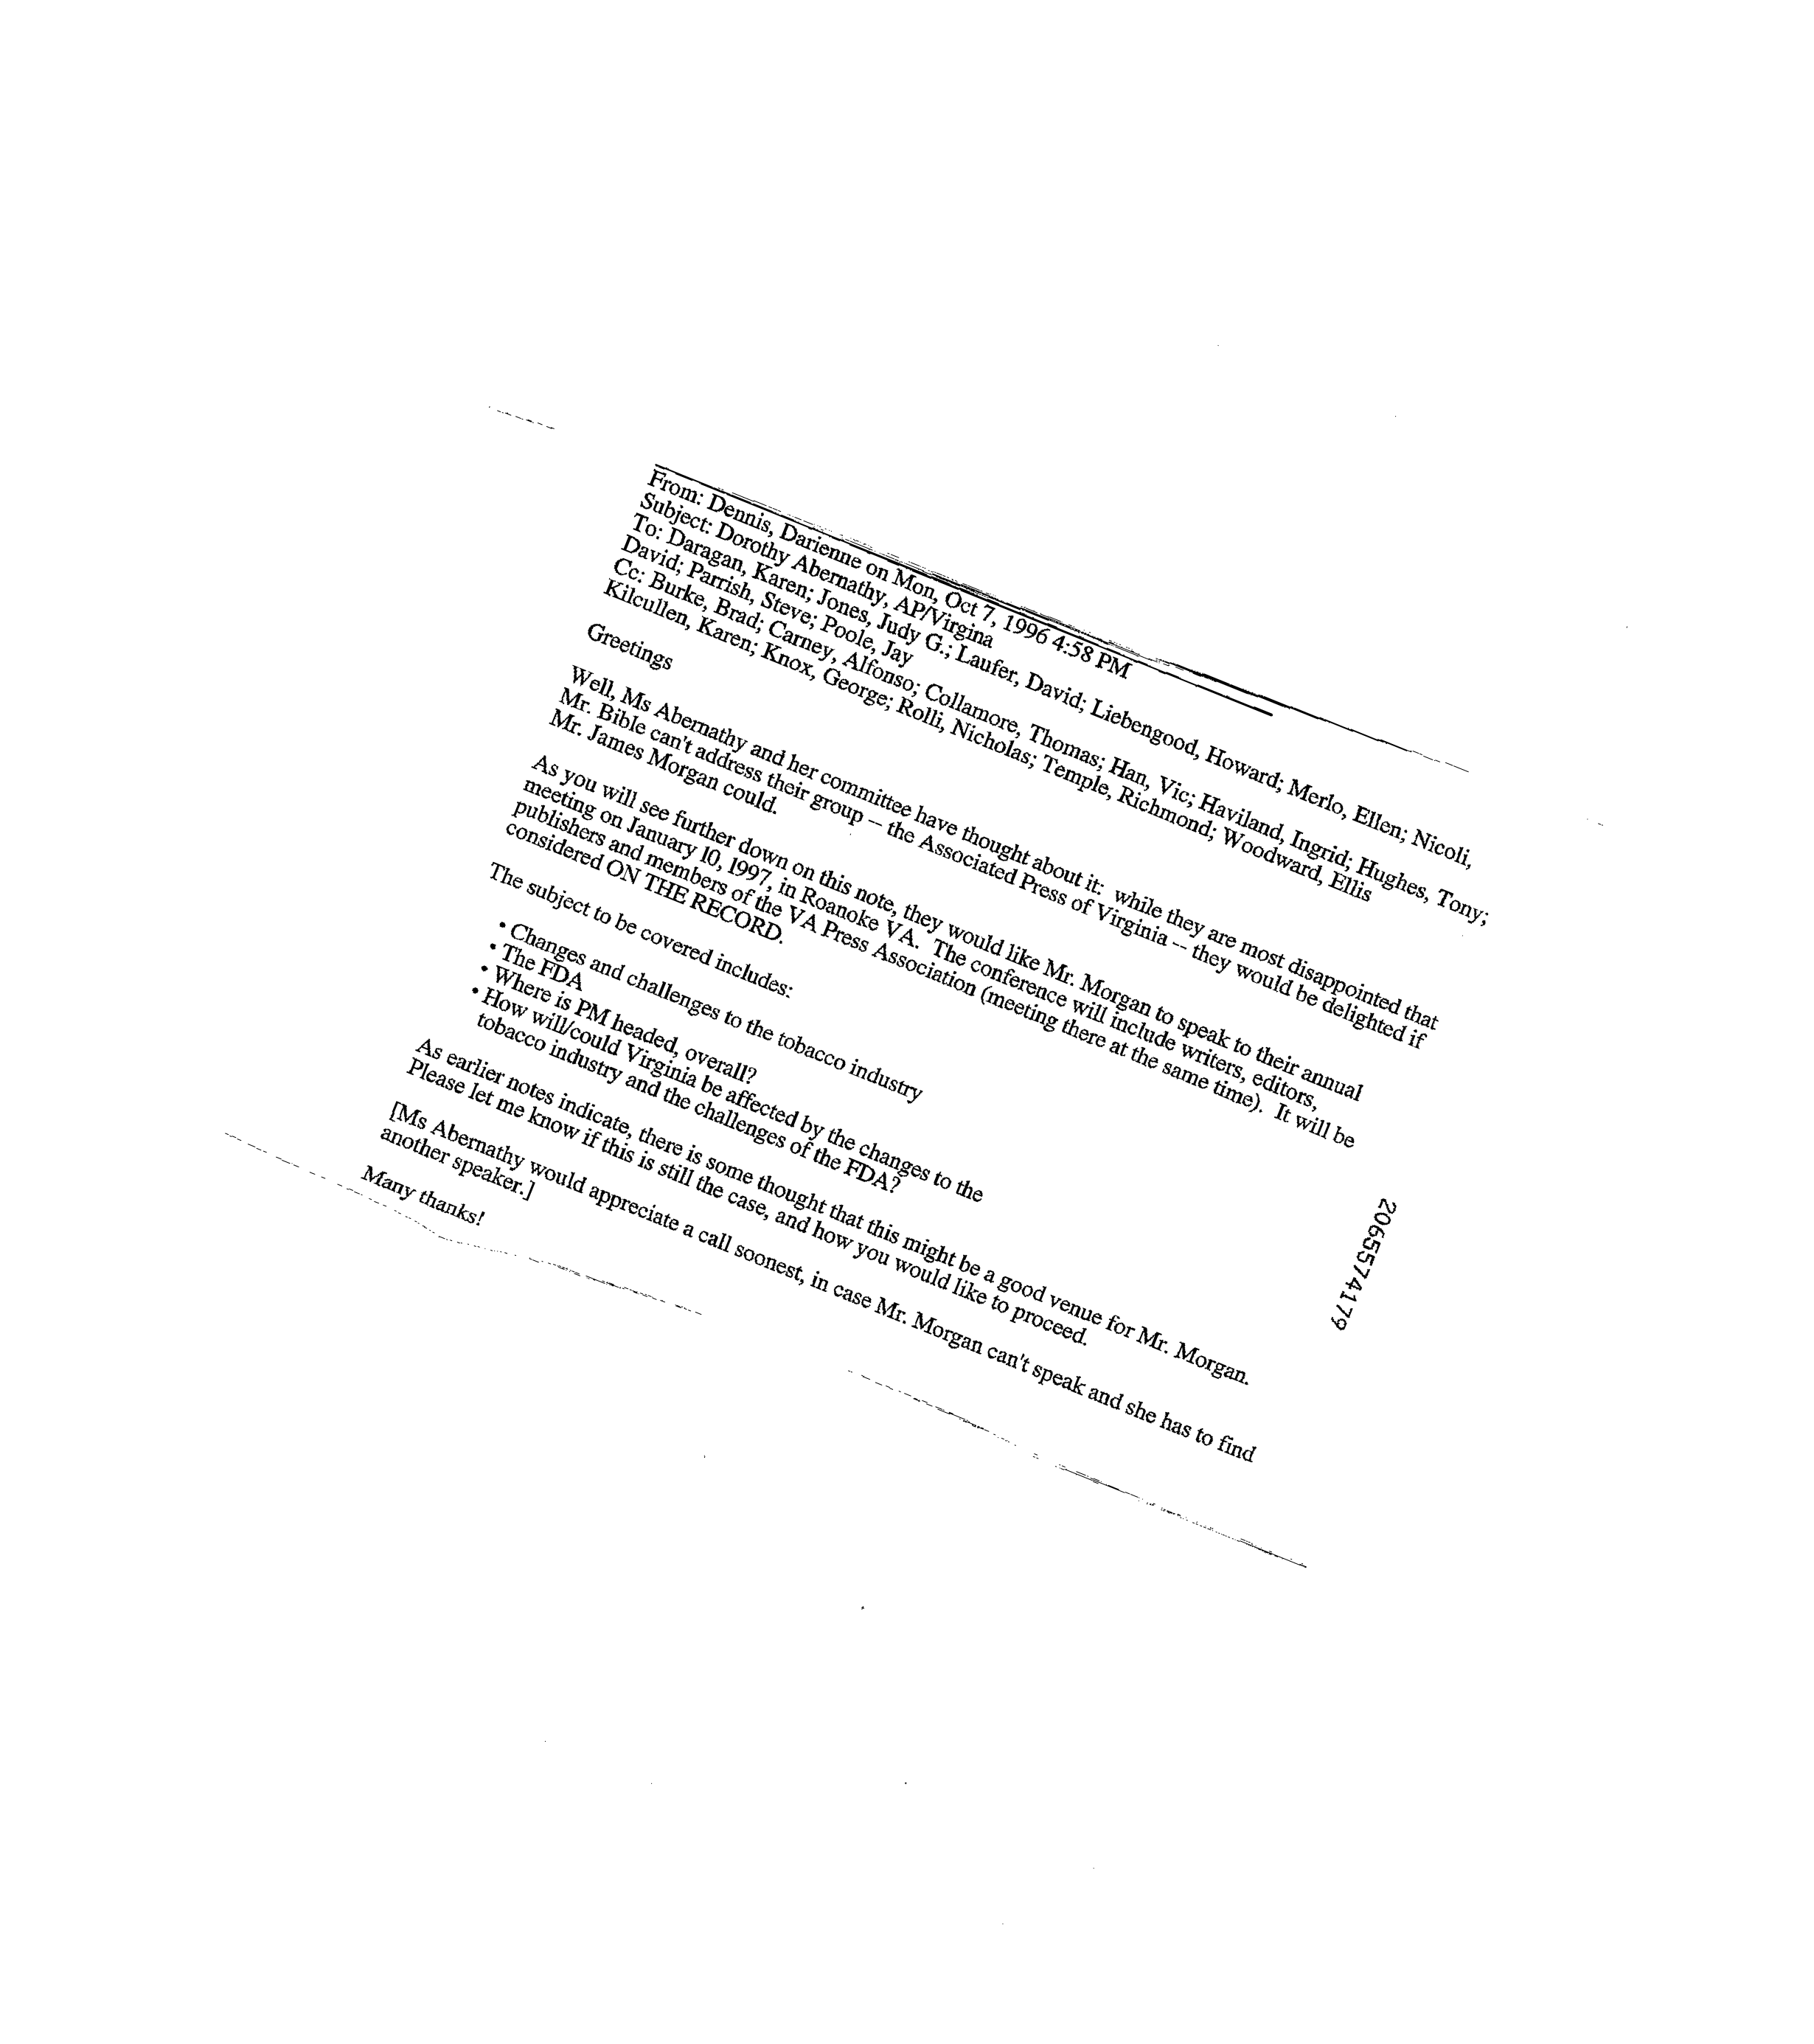 From: Dennis, Darienne on Mon, Oct 7, 1996 4:58 PM
Subject: Dorothy Abernathy, AP/Virgina
To: Daragan, Karen; Jones, Judy G.; Laufer, David; Liebengood, Howard; Merlo, Ellen; Nicoli,
David; Parrish, Steve; Poole, Jay
Cc: Burke, Brad; Carney, Alfonso; Collamore, Thomas; Han, Vic; Haviland, Ingrid; Hughes, Tony;
Kilcullen, Karen; Knox, George; Rolli, Nicholas; Temple, Richmond; Woodward, Ellis
Greetings
Well, Ms Abernathy and her committee have thought about it: while they are most disappointed that
Mr. Bible can't address their group -- the Associated Press of Virginia -- they would be delighted if
Mr. James Morgan could.
As you will see further down on this note, they would like Mr. Morgan to speak to their annual
meeting on January 10, 1997, in Roanoke VA. The conference will include writers, editors,
publishers and members of the VA Press Association (meeting there at the same time). It will be
considered ON THE RECORD.
The subject to be covered includes:
• Changes and challenges to the tobacco industry
• The FDA
• Where is PM headed, overall?
• How will/could Virginia be affected by the changes to the
tobacco industry and the challenges of the FDA?
As earlier notes indicate, there is some thought that this might be a good venue for Mr. Morgan.
Please let me know if this is still the case, and how you would like to proceed.
[Ms Abernathy would appreciate a call soonest, in case Mr. Morgan can't speak and she has to find
another speaker.]
Many thanks!
2065574179